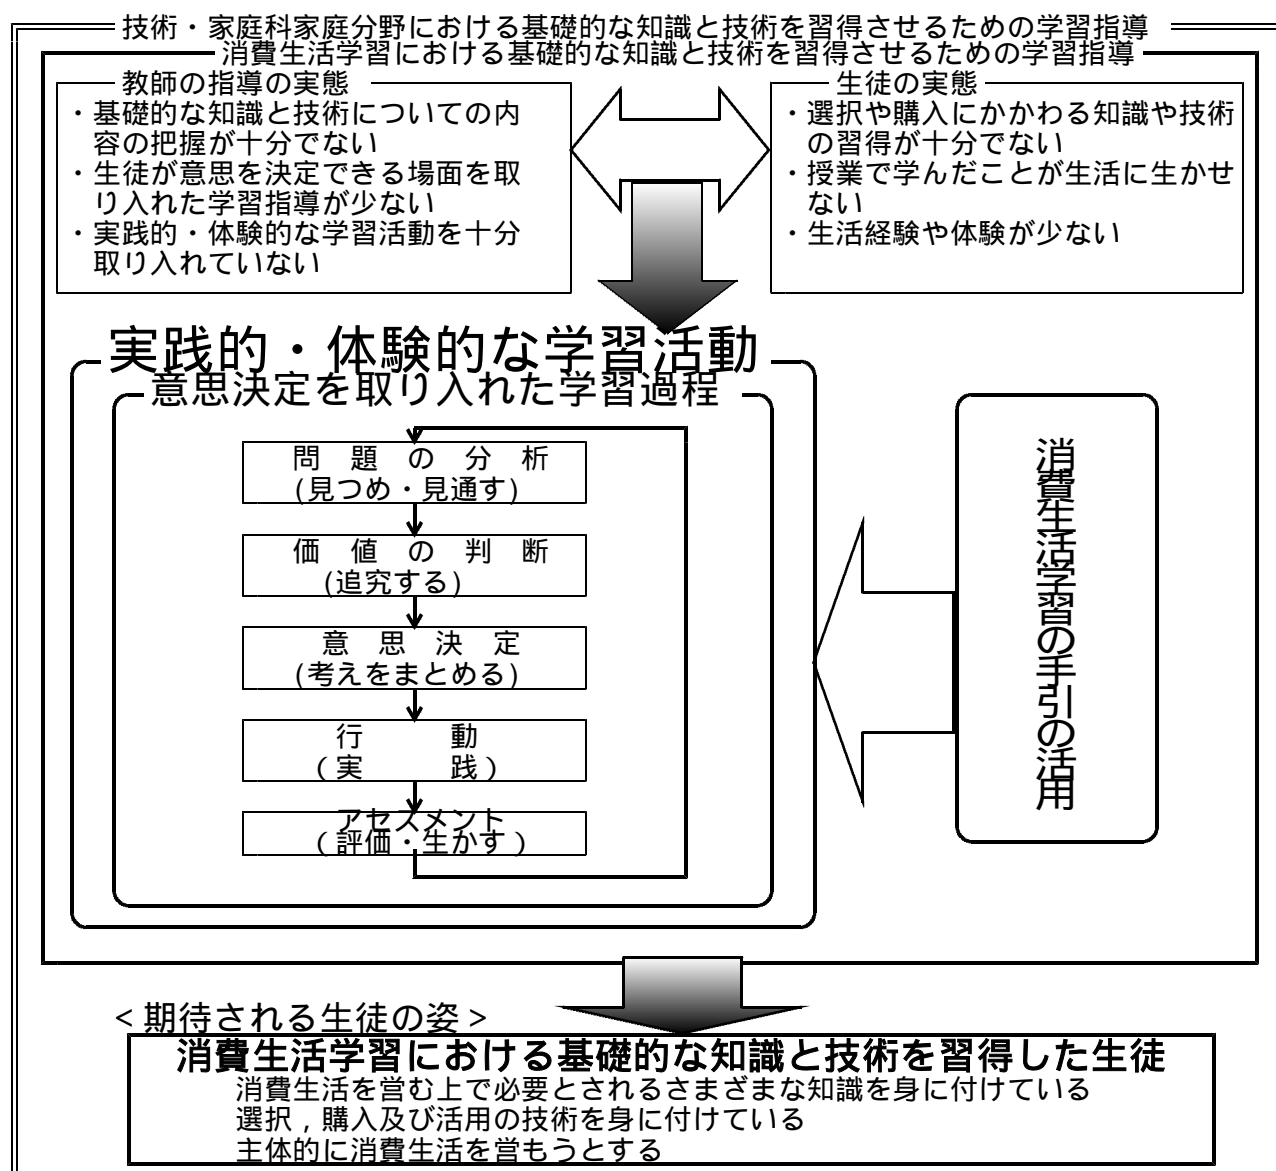 技術・家庭科家庭分野における基礎的な知識と技術を習得させるための学習指導
消費生活学習における基礎的な知識と技術を習得させるための学習指導
教師の指導の実態
・基礎的な知識と技術についての内
容の把握が十分でない
・生徒が意思を決定できる場面を取
り入れた学習指導が少ない
・実践的・体験的な学習活動を十分
取り入れていない
生徒の実態
・選択や購入にかかわる知識や技術
の習得が十分でない
・授業で学んだことが生活に生かせ
ない
・生活経験や体験が少ない
実践的・体験的な学習活動
意思決定を取り入れた学習過程
問 題 の 分 析
(見つめ・見通す)
価 値 の 判 断
(追究する)
意 思 決 定
(考えをまとめる)
行 動
(実 践)
アセスメント
(評価・生かす)
消費生活学習の手引の活用
<期待される生徒の姿>
消費生活学習における基礎的な知識と技術を習得した生徒
消費生活を営む上で必要とされるさまざまな知識を身に付けている
選択,購入及び活用の技術を身に付けている
主体的に消費生活を営もうとする